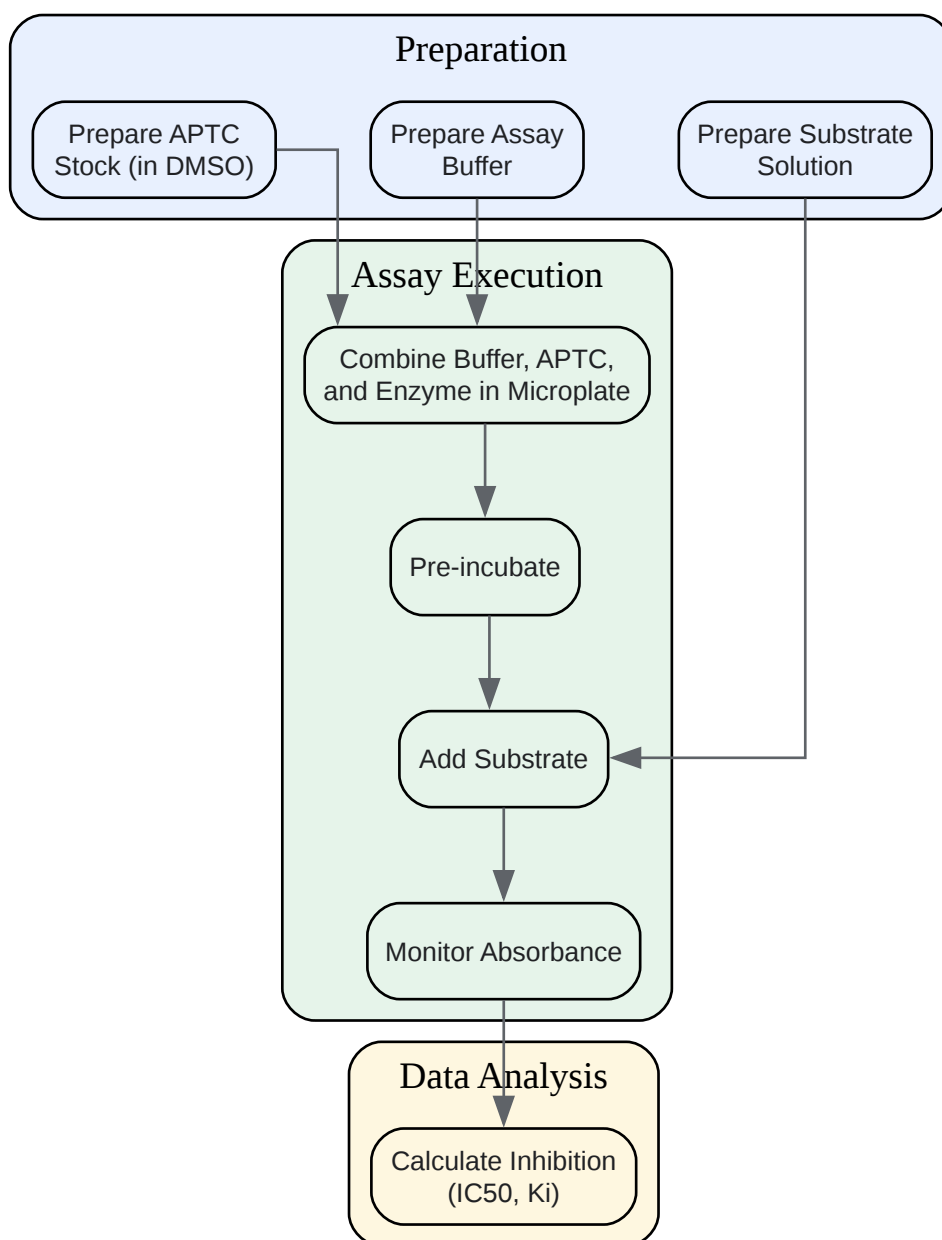 Preparation
Prepare APTC
Stock (in DMSO)
Prepare Assay
Buffer
Prepare Substrate
Solution
Assay Execution
Combine Buffer, APTC,
and Enzyme in Microplate
Pre-incubate
Add Substrate
Monitor Absorbance
Data Analysis
Calculate Inhibition
(IC50, Ki)